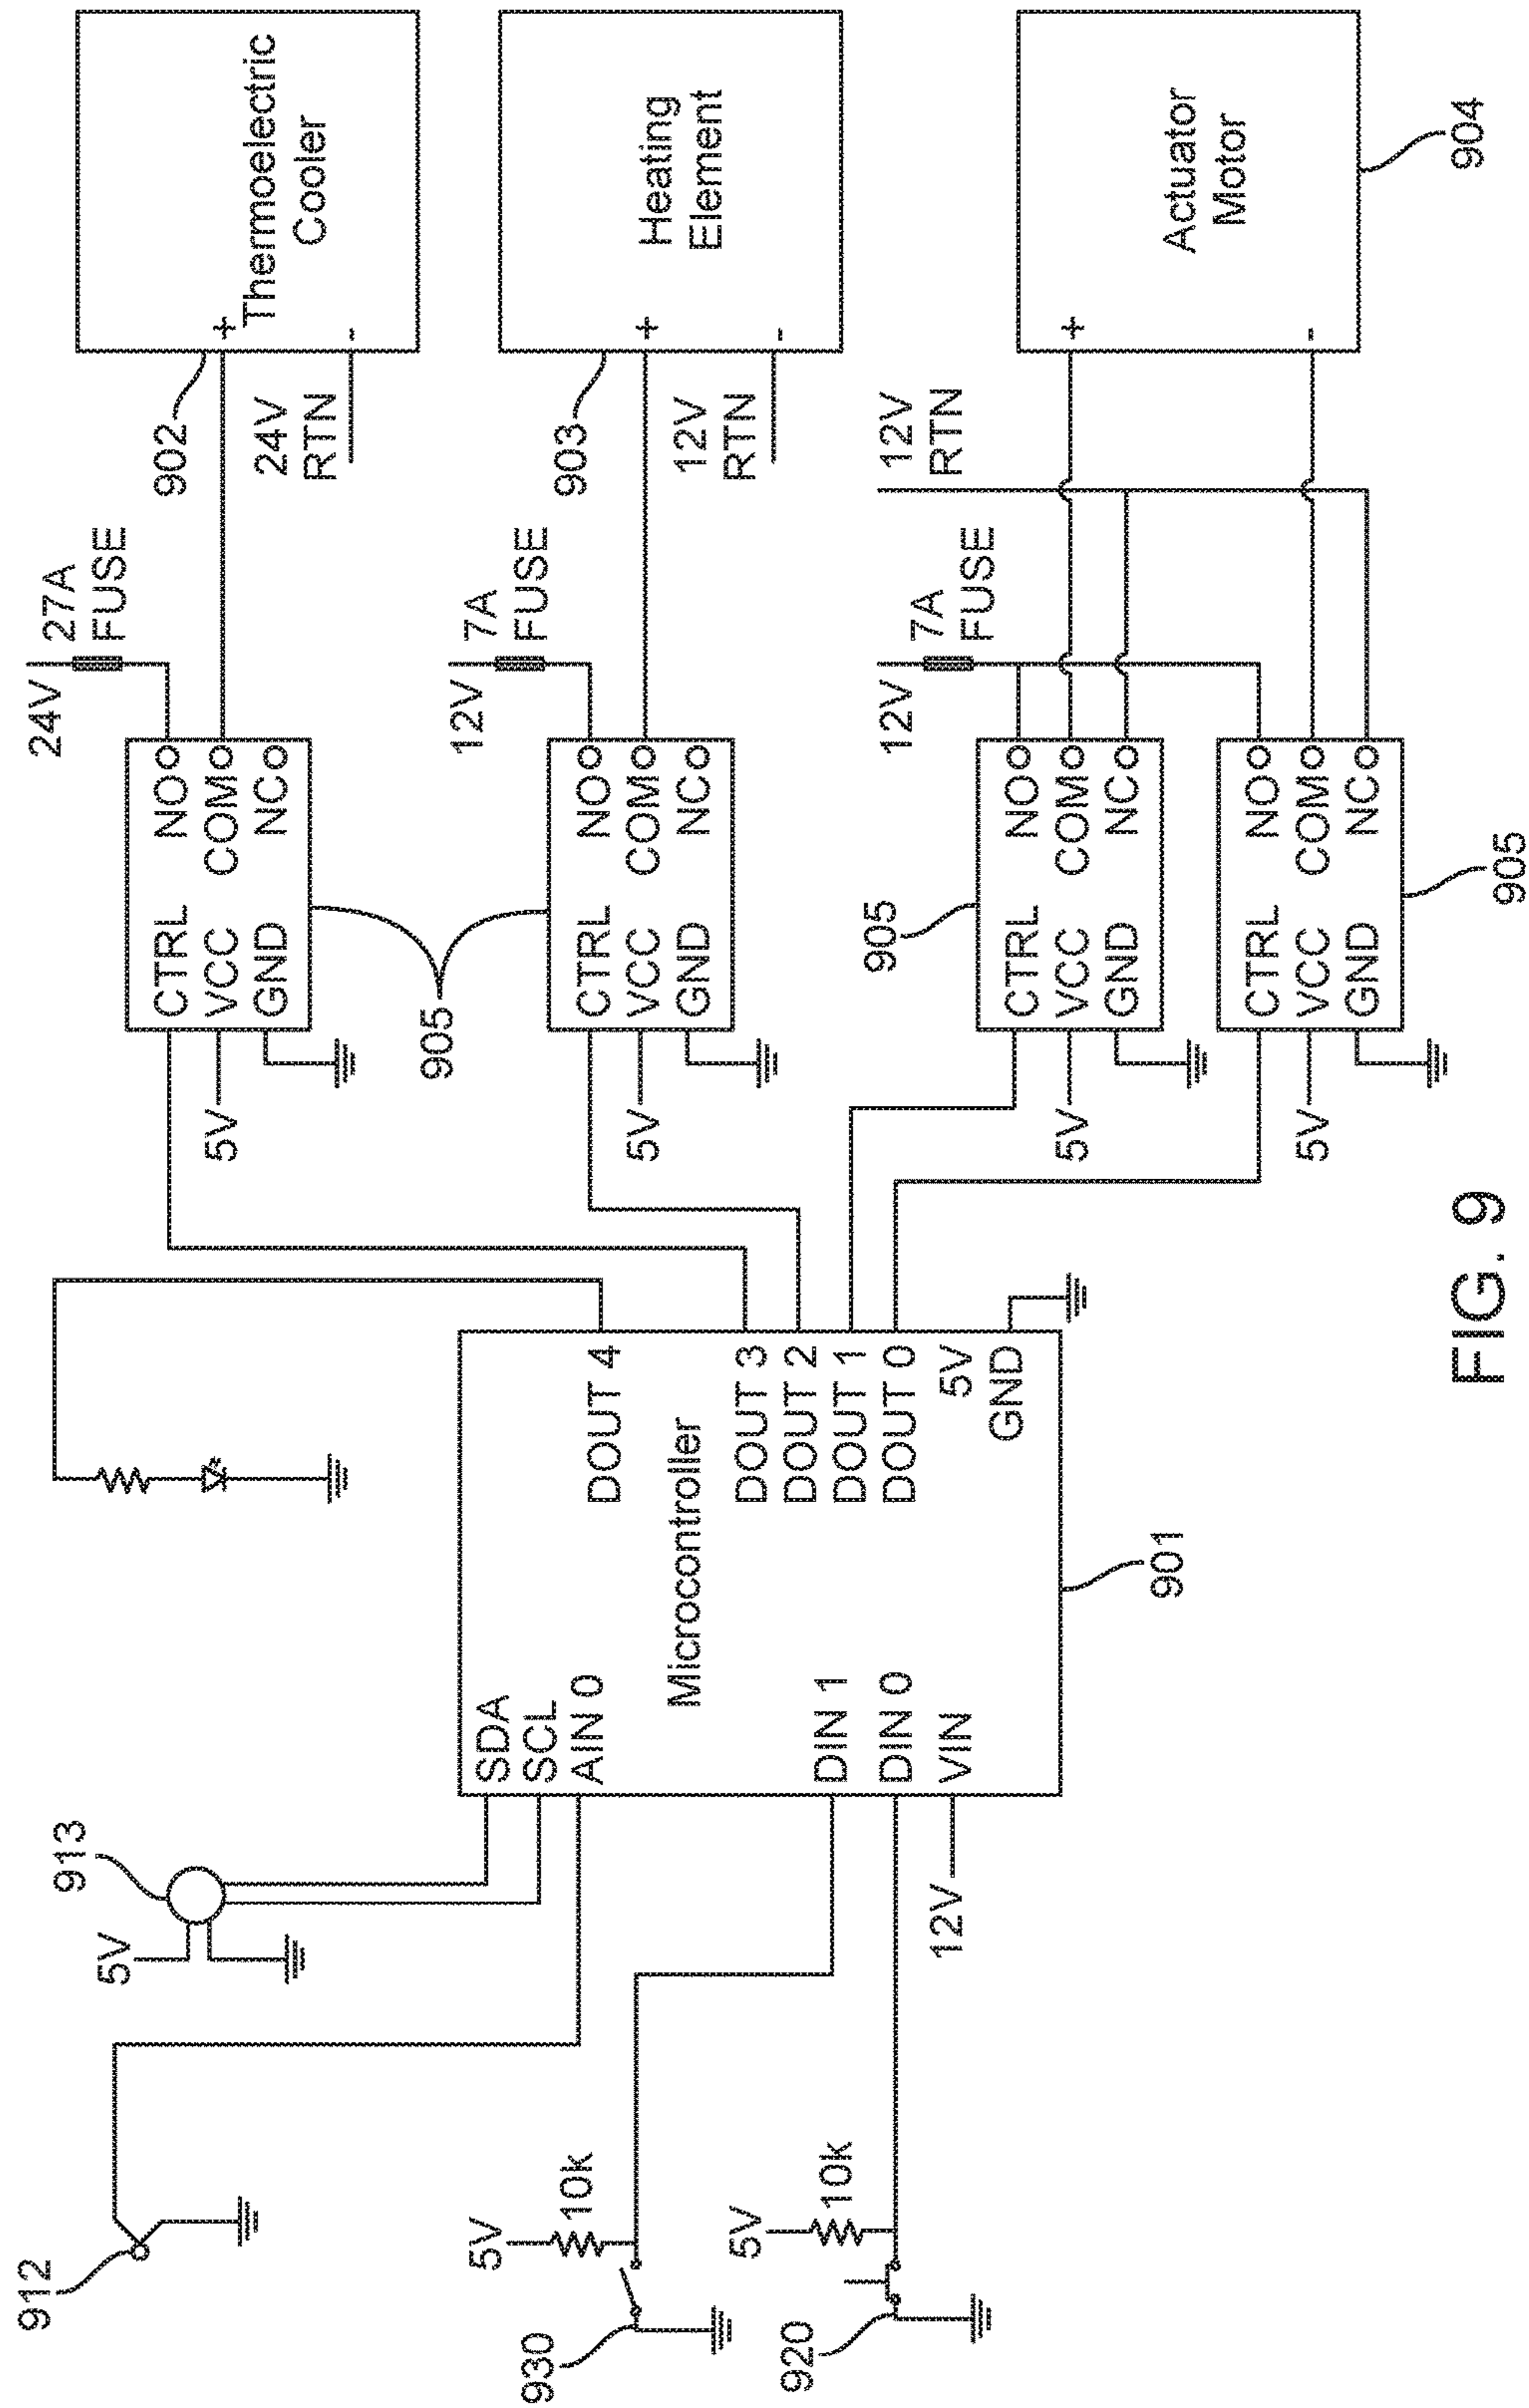 912
5V
913
24V
27A
FUSE
902
Thermoelectric
Cooler
24V
RTN
CTRL
VCC
GND
NO
COM
NC
5V
905
5V
10k
930
SDA
SCL
AIN 0
DIN 1
DIN 0
VIN
12V
Microcontroller
DOUT 4
DOUT 3
DOUT 2
DOUT 1
DOUT 0
5V
GND
901
12V
7A
FUSE
903
Heating
Element
12V
RTN
CTRL
VCC
GND
NO
COM
NC
5V
5V
10k
920
12V
7A
FUSE
12V
RTN
905
CTRL
VCC
GND
NO
COM
NC
5V
Actuator
Motor
904
CTRL
VCC
GND
NO
COM
NC
5V
905
+
-
+
-
+
-
FIG. 9